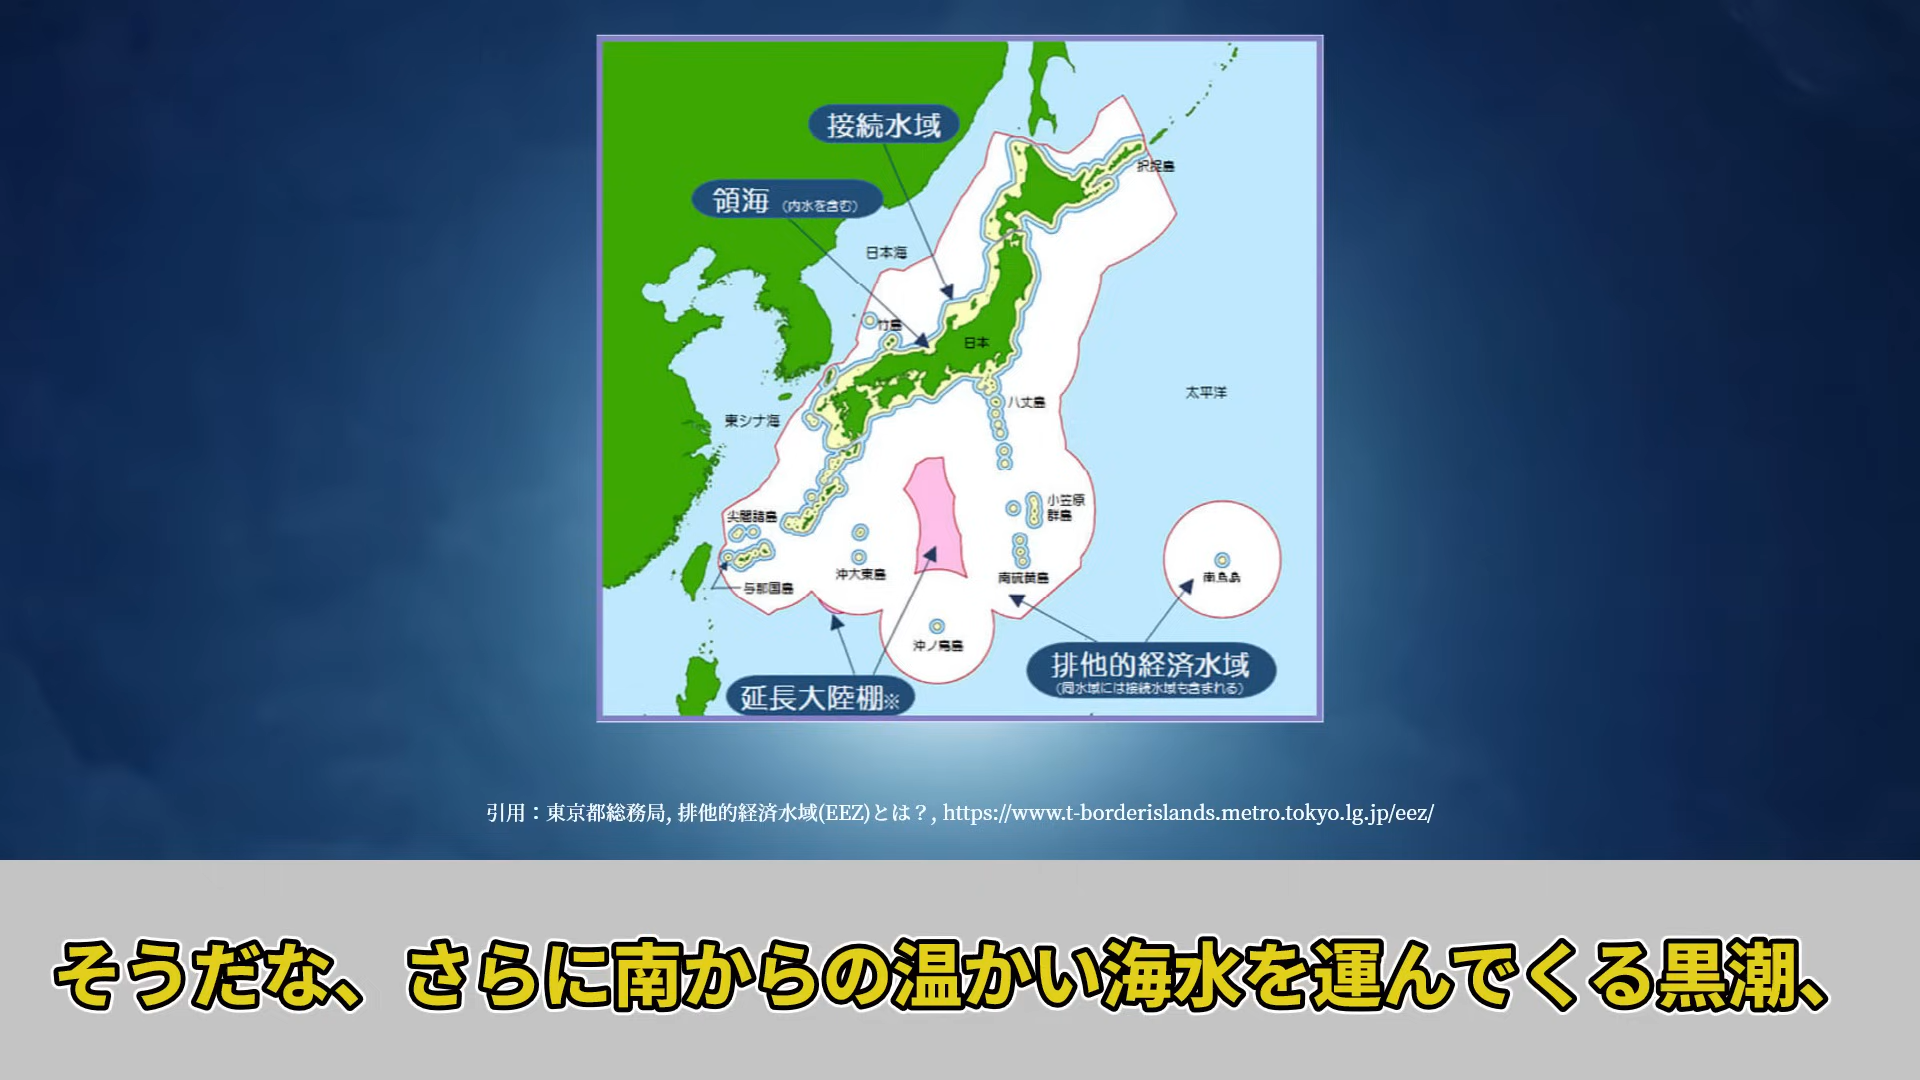 接続水域
択捉島
領海 (内水を含む)
日本海
竹島
日本
太平洋
八丈島
東シナ海
小笠原
群島
尖閣諸島
沖大東島
南硫黄島
南鳥島
与那国島
沖ノ鳥島
排他的経済水域
(同水域には接続水域も含まれる)
延長大陸棚※
引用：東京都総務局, 排他的経済水域(EEZ)とは？, https://www.t-borderislands.metro.tokyo.lg.jp/eez/
そうだな、さらに南からの温かい海水を運んでくる黒潮、